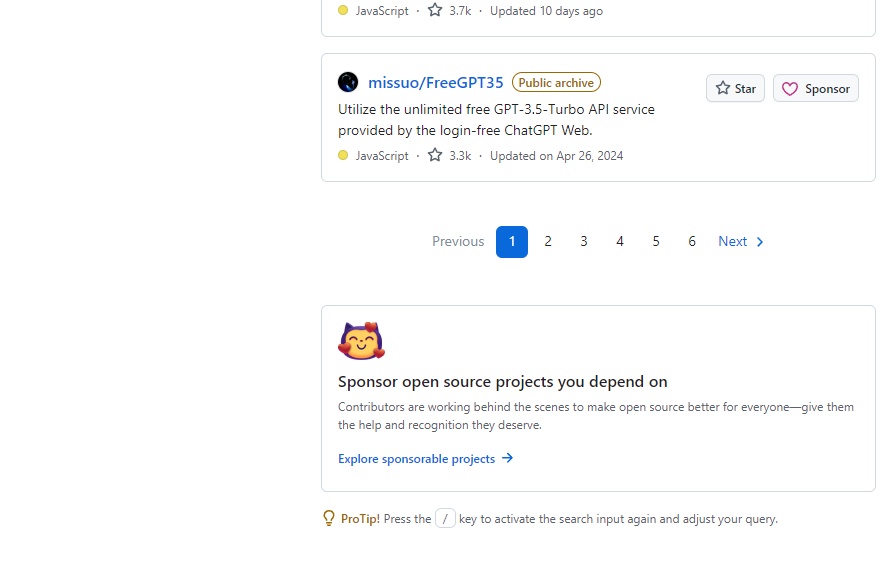 JavaScript · 3.7k · Updated 10 days ago
missuo/FreeGPT35 Public archive Star Sponsor
Utilize the unlimited free GPT-3.5-Turbo API service
provided by the login-free ChatGPT Web.
JavaScript · 3.3k · Updated on Apr 26, 2024
Previous 1 2 3 4 5 6 Next
Sponsor open source projects you depend on
Contributors are working behind the scenes to make open source better for everyone—give them
the help and recognition they deserve.
Explore sponsorable projects →
ProTip! Press the / key to activate the search input again and adjust your query.